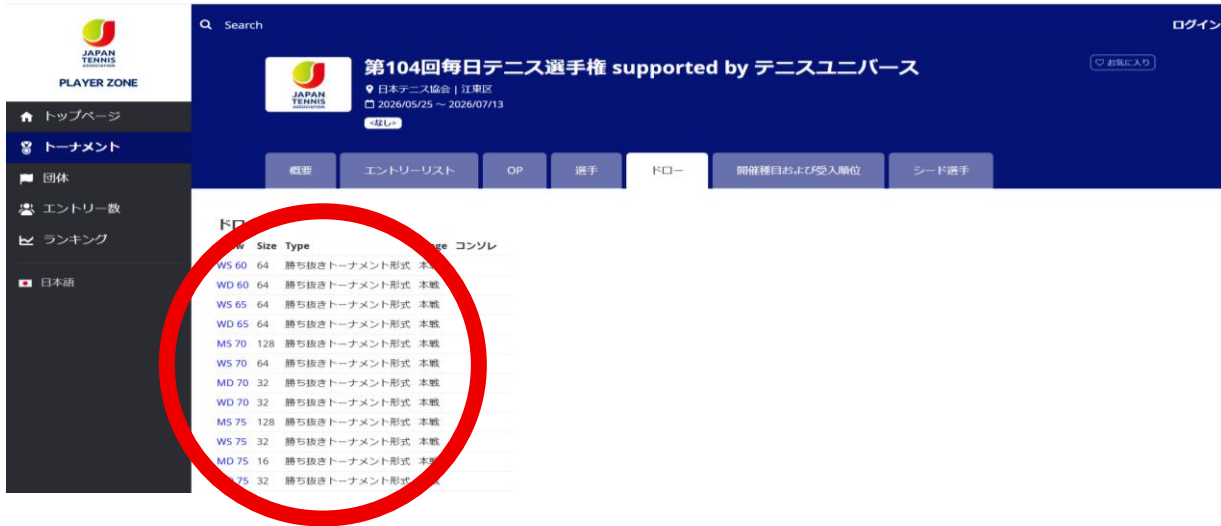 JAPAN
TENNIS
ASSOCIATION
PLAYER ZONE
トップページ
トーナメント
団体
エントリー数
ランキング
日本語
Search
ログイン
JAPAN
TENNIS
ASSOCIATION
第104回毎日テニス選手権 supported by テニスユニバース
日本テニス協会 | 江東区
2026/05/25 ~ 2026/07/13
<なし>
お気に入り
概要 エントリーリスト OP 選手 ドロー 開催種目および受入順位 シード選手
Size Type コンソレ
WS 60 64 勝ち抜きトーナメント形式 本戦
WD 60 64 勝ち抜きトーナメント形式 本戦
WS 65 64 勝ち抜きトーナメント形式 本戦
WD 65 64 勝ち抜きトーナメント形式 本戦
MS 70 128 勝ち抜きトーナメント形式 本戦
WS 70 64 勝ち抜きトーナメント形式 本戦
MD 70 32 勝ち抜きトーナメント形式 本戦
WD 70 32 勝ち抜きトーナメント形式 本戦
MS 75 128 勝ち抜きトーナメント形式 本戦
WS 75 32 勝ち抜きトーナメント形式 本戦
MD 75 16 勝ち抜きトーナメント形式 本戦
75 32 勝ち抜きトーナメント形式 本戦